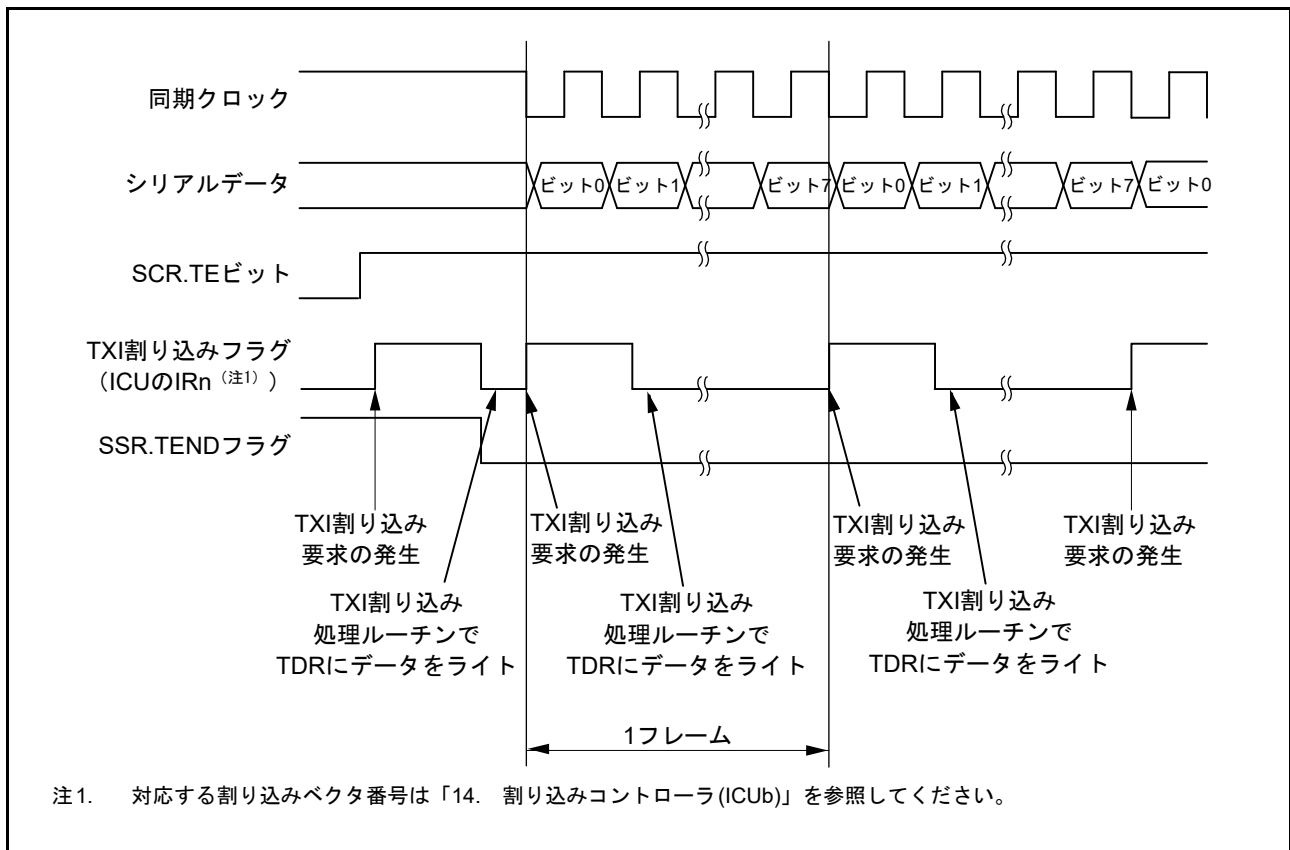 同期クロック
シリアルデータ
ビット0 ビット1 ビット7 ビット0 ビット1 ビット7 ビット0
SCR.TEビット
TXI割り込みフラグ
（ICUのIRn（注1））
SSR.TENDフラグ
TXI割り込み
要求の発生
TXI割り込み
要求の発生
TXI割り込み
要求の発生
TXI割り込み
要求の発生
TXI割り込み
処理ルーチンで
TDRにデータをライト
TXI割り込み
処理ルーチンで
TDRにデータをライト
TXI割り込み
処理ルーチンで
TDRにデータをライト
1フレーム
注1. 対応する割り込みベクタ番号は「14. 割り込みコントローラ(ICUb)」を参照してください。